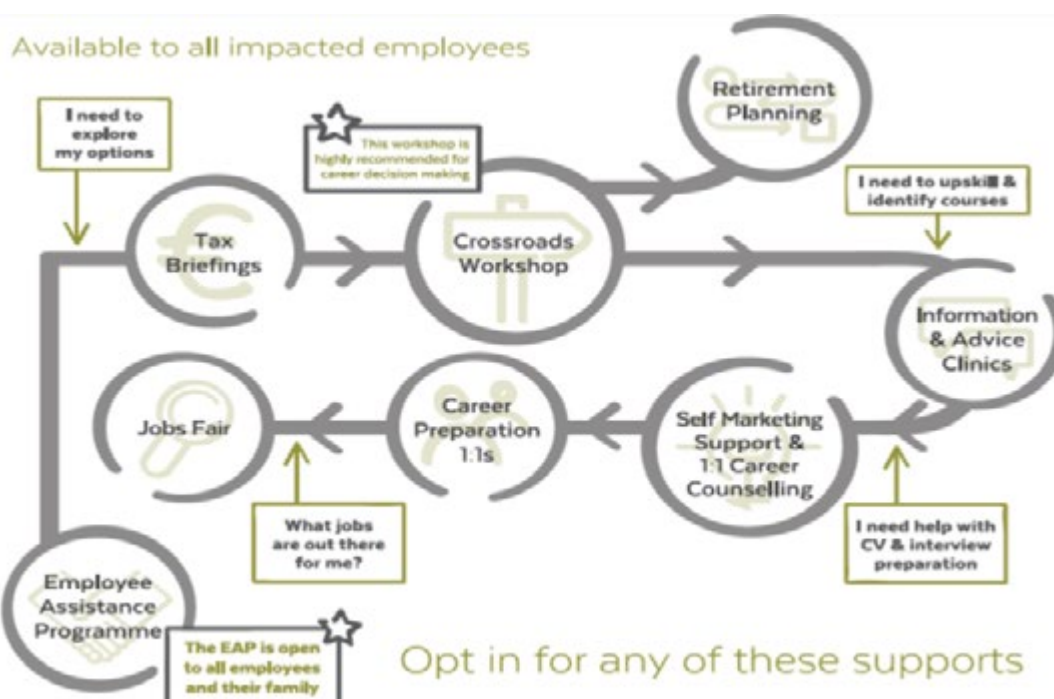 Available to all impacted employees
I need to
explore
my options
This workshop is
highly recommended for
career decision making
Retirement
Planning
I need to upskill &
identify courses
Tax
Briefings
Crossroads
Workshop
Information
& Advice
Clinics
Jobs Fair
Career
Preparation
1:1s
Self Marketing
Support &
1:1 Career
Counselling
What jobs
are out there
for me?
I need help with
CV & interview
preparation
Employee
Assistance
Programme
The EAP is open
to all employees
and their family
Opt in for any of these supports